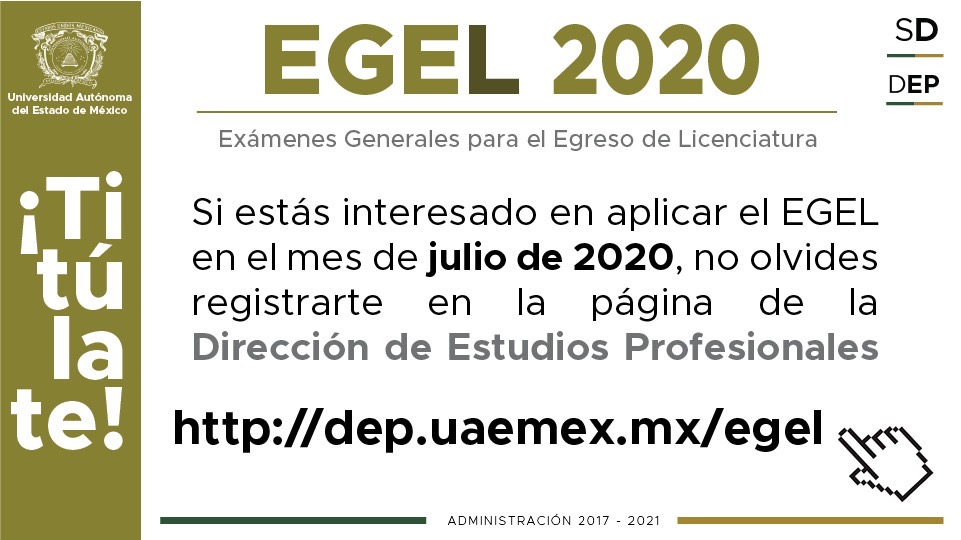 Universidad Autónoma
del Estado de México
¡Ti
tú
la
te!
EGEL 2020
Exámenes Generales para el Egreso de Licenciatura
SD
DEP
Si estás interesado en aplicar el EGEL
en el mes de julio de 2020, no olvides
registrarte en la página de la
Dirección de Estudios Profesionales
http://dep.uaemex.mx/egel
ADMINISTRACIÓN 2017 - 2021